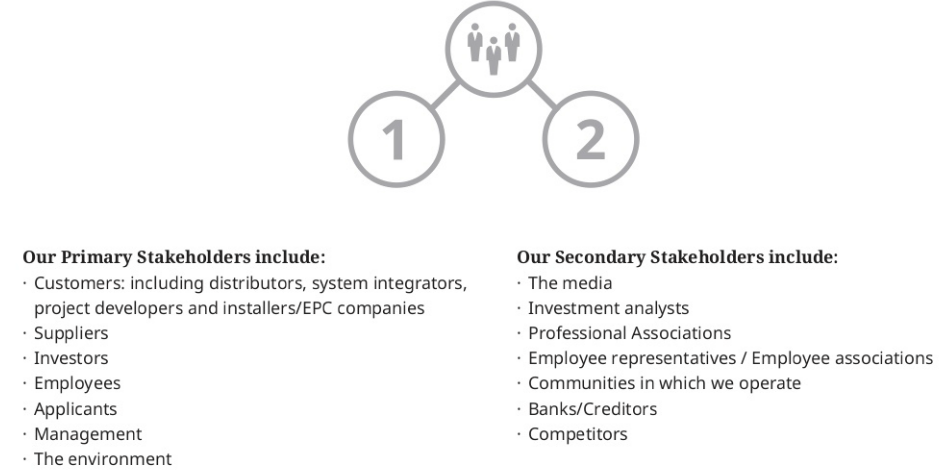 1
2
Our Primary Stakeholders include:
· Customers: including distributors, system integrators,
project developers and installers/EPC companies
· Suppliers
· Investors
· Employees
· Applicants
· Management
· The environment
Our Secondary Stakeholders include:
· The media
· Investment analysts
· Professional Associations
· Employee representatives / Employee associations
· Communities in which we operate
· Banks/Creditors
· Competitors